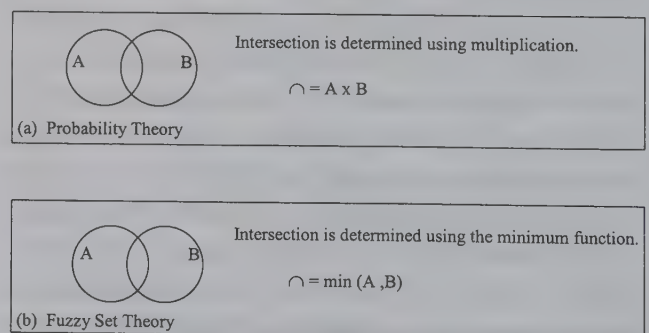 A B
Intersection is determined using multiplication.
∩ = A x B
(a) Probability Theory
A B
Intersection is determined using the minimum function.
∩ = min (A ,B)
(b) Fuzzy Set Theory